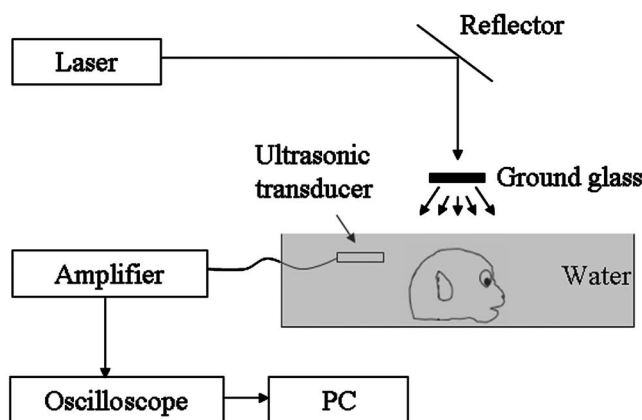 Reflector
Laser
Ultrasonic
transducer
Ground glass
Amplifier
Water
Oscilloscope
PC